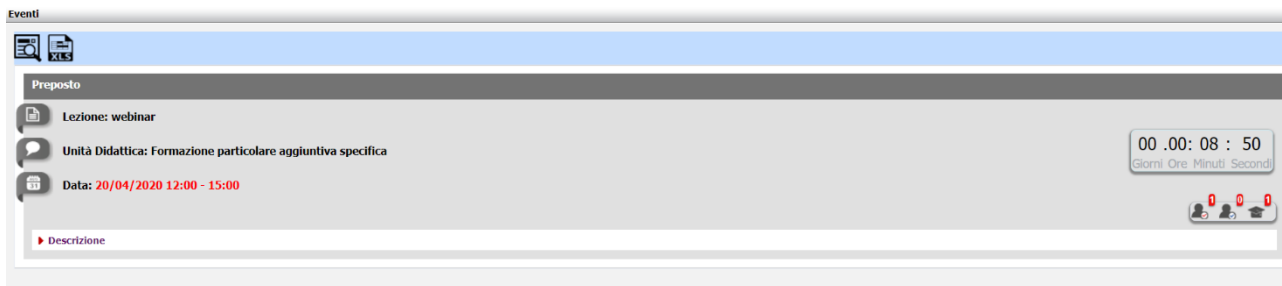 Eventi
XLS
Preposto
Lezione: webinar
Unità Didattica: Formazione particolare aggiuntiva specifica
00 .00: 08 : 50
Giorni Ore Minuti Secondi
31
Data: 20/04/2020 12:00 - 15:00
1 0 1
Descrizione